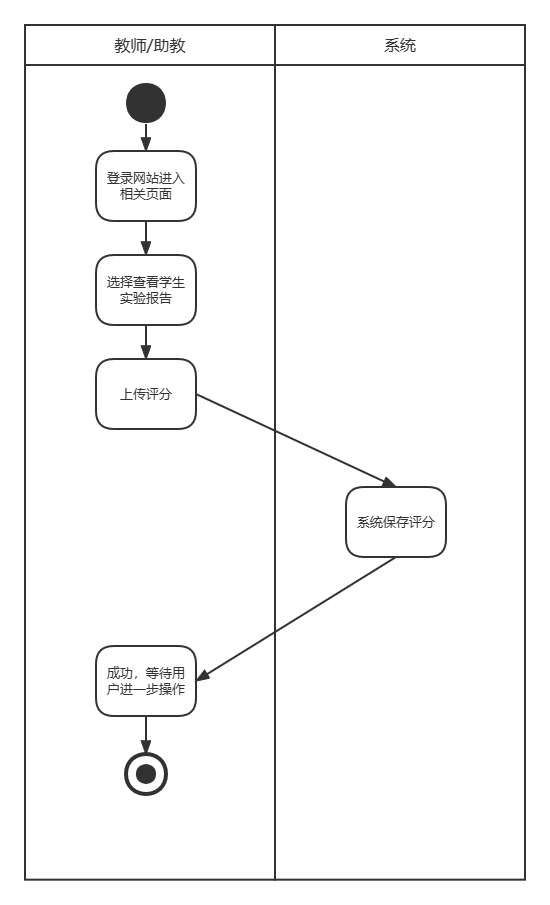 教师/助教
系统
登录网站进入
相关页面
选择查看学生
实验报告
上传评分
系统保存评分
成功，等待用
户进一步操作